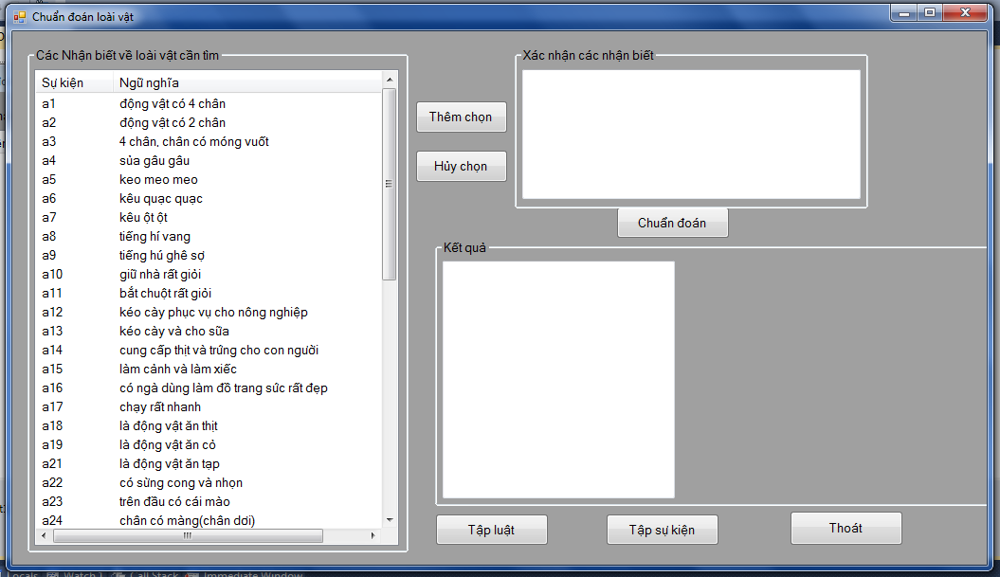 Chuẩn đoán loài vật
Các Nhận biết về loài vật cần tìm
Sự kiện Ngữ nghĩa
a1 động vật có 4 chân
a2 động vật có 2 chân
a3 4 chân, chân có móng vuốt
a4 sủa gâu gâu
a5 keo meo meo
a6 kêu quạc quạc
a7 kêu ột ột
a8 tiếng hí vang
a9 tiếng hú ghê sợ
a10 giữ nhà rất giỏi
a11 bắt chuột rất giỏi
a12 kéo cày phục vụ cho nông nghiệp
a13 kéo cày và cho sữa
a14 cung cấp thịt và trứng cho con người
a15 làm cảnh và làm xiếc
a16 có ngà dùng làm đồ trang sức rất đẹp
a17 chạy rất nhanh
a18 là động vật ăn thịt
a19 là động vật ăn cỏ
a21 là động vật ăn tạp
a22 có sừng cong và nhọn
a23 trên đầu có cái mào
a24 chân có màng(chân dơi)
Thêm chọn
Hủy chọn
Xác nhận các nhận biết
Chuẩn đoán
Kết quả
Tập luật
Tập sự kiện
Thoát
Locals Watch 1 Call Stack Immediate Window